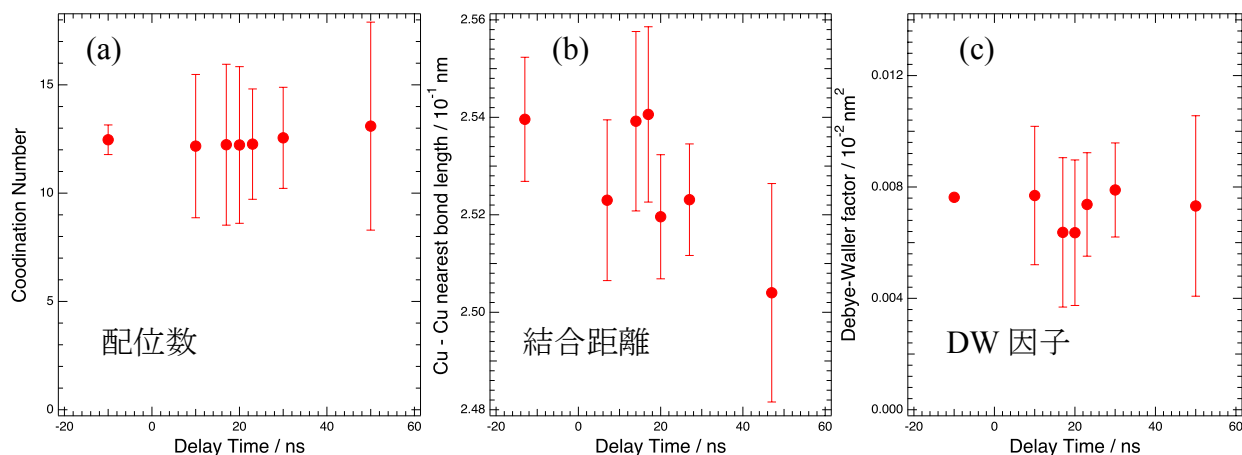 (a)
Coodination Number
15
10
5
0
配位数
-20 0 20 40 60
Delay Time / ns
(b)
Cu - Cu nearest bond length / 10⁻¹ nm
2.56
2.54
2.52
2.50
2.48
結合距離
-20 0 20 40 60
Delay Time / ns
(c)
Debye-Waller factor / 10⁻² nm²
0.012
0.008
0.004
0.000
DW 因子
-20 0 20 40 60
Delay Time / ns